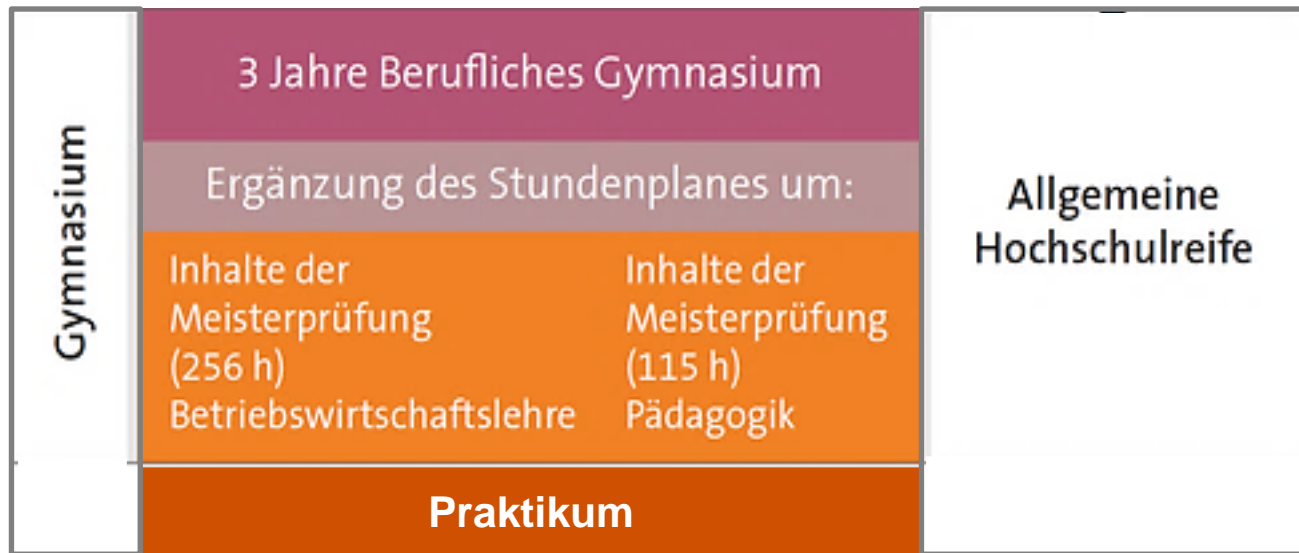 Gymnasium
3 Jahre Berufliches Gymnasium
Ergänzung des Stundenplanes um:
Inhalte der
Meisterprüfung
(256 h)
Betriebswirtschaftslehre
Inhalte der
Meisterprüfung
(115 h)
Pädagogik
Praktikum
Allgemeine
Hochschulreife